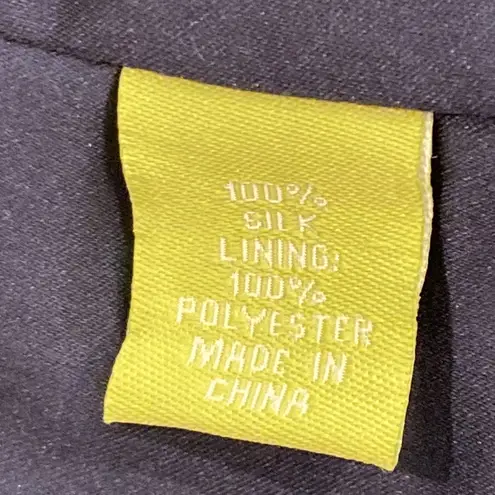 100%
SILK
LINING:
100%
POLYESTER
MADE IN
CHINA